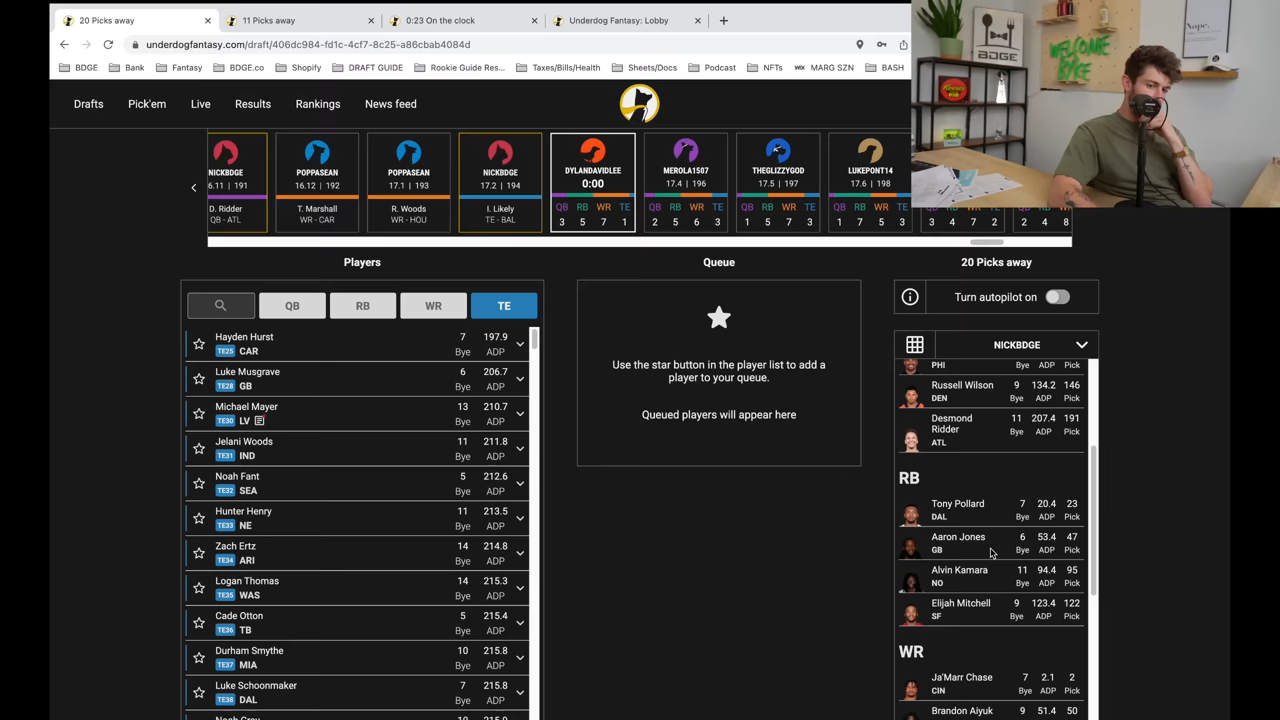 20 Picks away
11 Picks away
0:23 On the clock
Underdog Fantasy: Lobby
underdogfantasy.com/draft/406dc984-fd1c-4cf7-8c25-a86cbab4084d
BDGE
Bank
Fantasy
BDGE.co
Shopify
DRAFT GUIDE
Rookie Guide Res...
Taxes/Bills/Health
Sheets/Docs
Podcast
NFTs
WIX MARG SZN
BASH
BDGE
WELCOME
BDGE
Nope.
Reese's
Drafts
Pick'em
Live
Results
Rankings
News feed
NICKBDGE
6.11 | 191
D. Ridder
QB - ATL
POPPASEAN
16.12 | 192
T. Marshall
WR - CAR
POPPASEAN
17.1 | 193
R. Woods
WR - HOU
NICKBDGE
17.2 | 194
I. Likely
TE - BAL
DYLANDAVIDLEE
0:00
QB RB WR TE
3 5 7 1
MEROLA1507
17.4 | 196
QB RB WR TE
2 5 6 3
THEGLIZZYGOD
17.5 | 197
QB RB WR TE
1 5 7 3
LUKEPONT14
17.6 | 198
QB RB WR TE
1 7 5 3
3 4 7 2
2 4 8
Players
Queue
20 Picks away
QB
RB
WR
TE
Hayden Hurst 7 197.9
TE25 CAR Bye ADP
Luke Musgrave 6 206.7
TE28 GB Bye ADP
Michael Mayer 13 210.7
TE30 LV Bye ADP
Jelani Woods 11 211.8
TE31 IND Bye ADP
Noah Fant 5 212.6
TE32 SEA Bye ADP
Hunter Henry 11 213.5
TE33 NE Bye ADP
Zach Ertz 14 214.8
TE34 ARI Bye ADP
Logan Thomas 14 215.3
TE35 WAS Bye ADP
Cade Otton 5 215.4
TE36 TB Bye ADP
Durham Smythe 10 215.8
TE37 MIA Bye ADP
Luke Schoonmaker 7 215.8
TE38 DAL Bye ADP
Use the star button in the player list to add a
player to your queue.
Queued players will appear here
Turn autopilot on
NICKBDGE
PHI Bye ADP Pick
Russell Wilson 9 134.2 146
DEN Bye ADP Pick
Desmond 11 207.4 191
Ridder Bye ADP Pick
ATL
RB
Tony Pollard 7 20.4 23
DAL Bye ADP Pick
Aaron Jones 6 53.4 47
GB Bye ADP Pick
Alvin Kamara 11 94.4 95
NO Bye ADP Pick
Elijah Mitchell 9 123.4 122
SF Bye ADP Pick
WR
Ja'Marr Chase 7 2.1 2
CIN Bye ADP Pick
Brandon Aiyuk 9 51.4 50